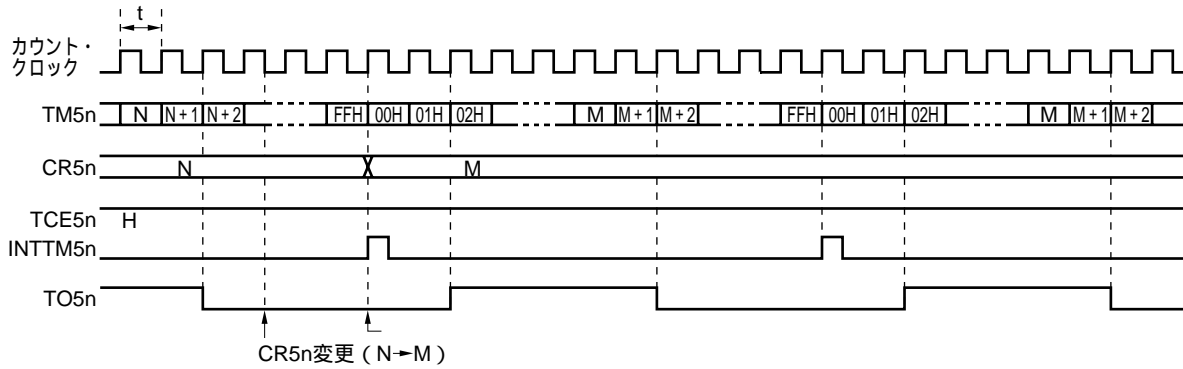 t
カウント・
クロック
TM5n N N+1 N+2 FFH 00H 01H 02H M M+1 M+2 FFH 00H 01H 02H M M+1 M+2
CR5n N M
TCE5n H
INTTM5n
TO5n
CR5n変更(N→M)